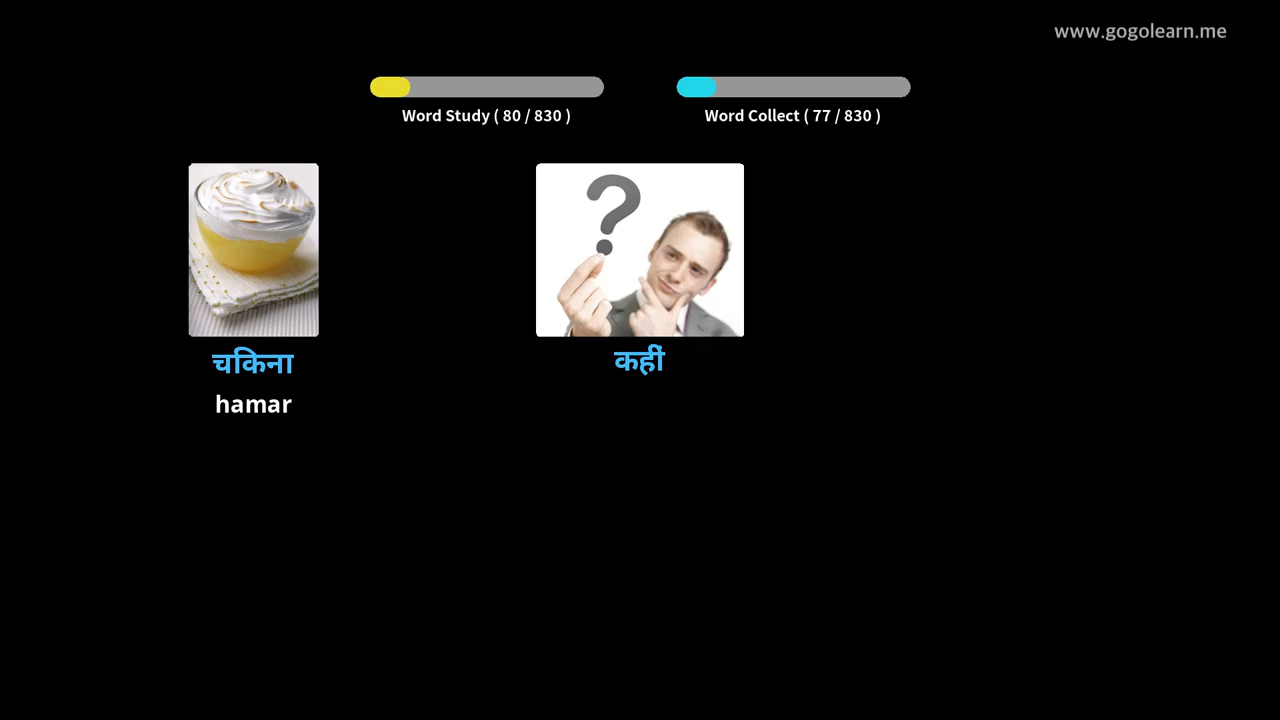 www.gogolearn.me
Word Study ( 80 / 830 )
Word Collect ( 77 / 830 )
चकिना
कहीं
hamar